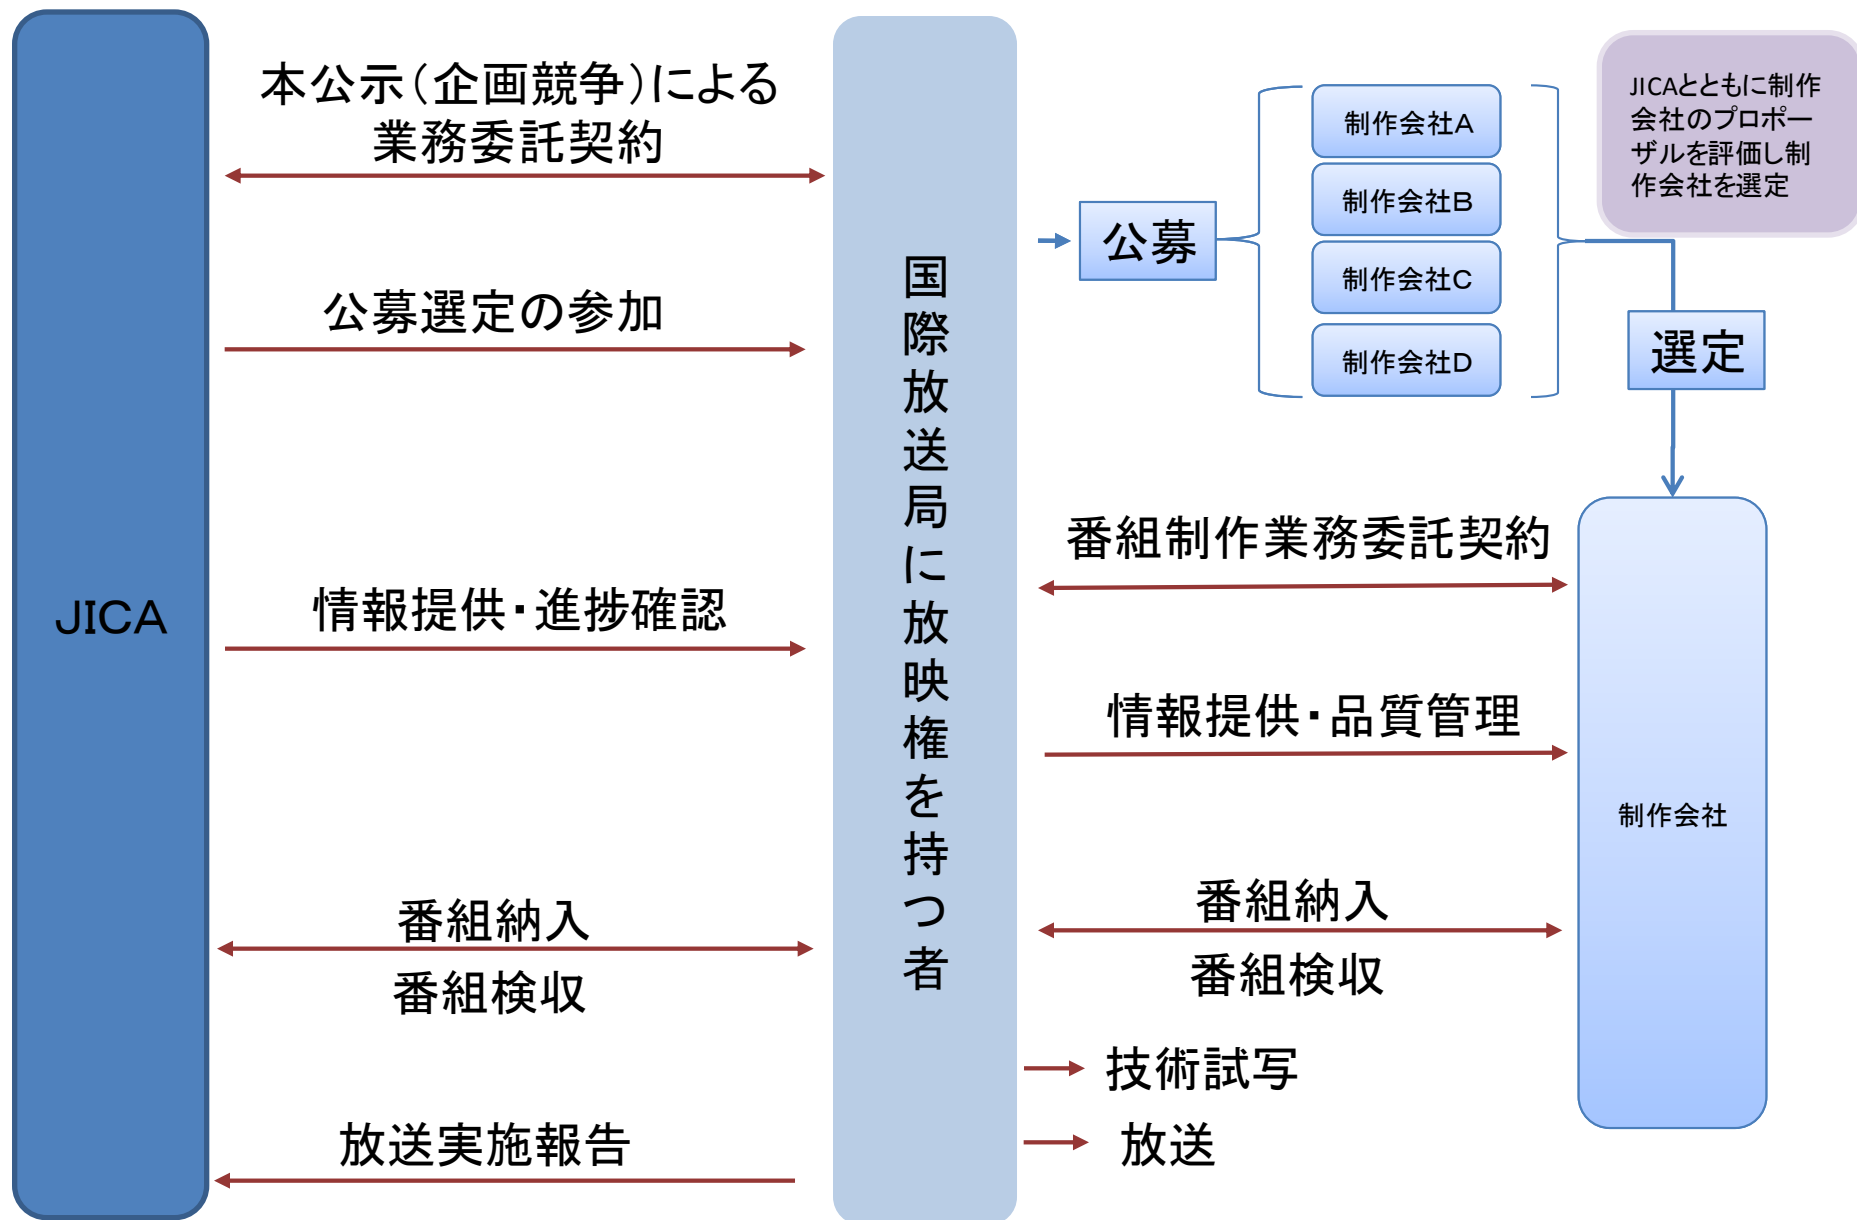 JICA
本公示(企画競争)による
業務委託契約
公募選定の参加
情報提供・進捗確認
番組納入
番組検収
放送実施報告
国際放送局に放映権を持つ者
公募
制作会社A
制作会社B
制作会社C
制作会社D
JICAとともに制作
会社のプロポー
ザルを評価し制
作会社を選定
選定
番組制作業務委託契約
情報提供・品質管理
番組納入
番組検収
技術試写
放送
制作会社